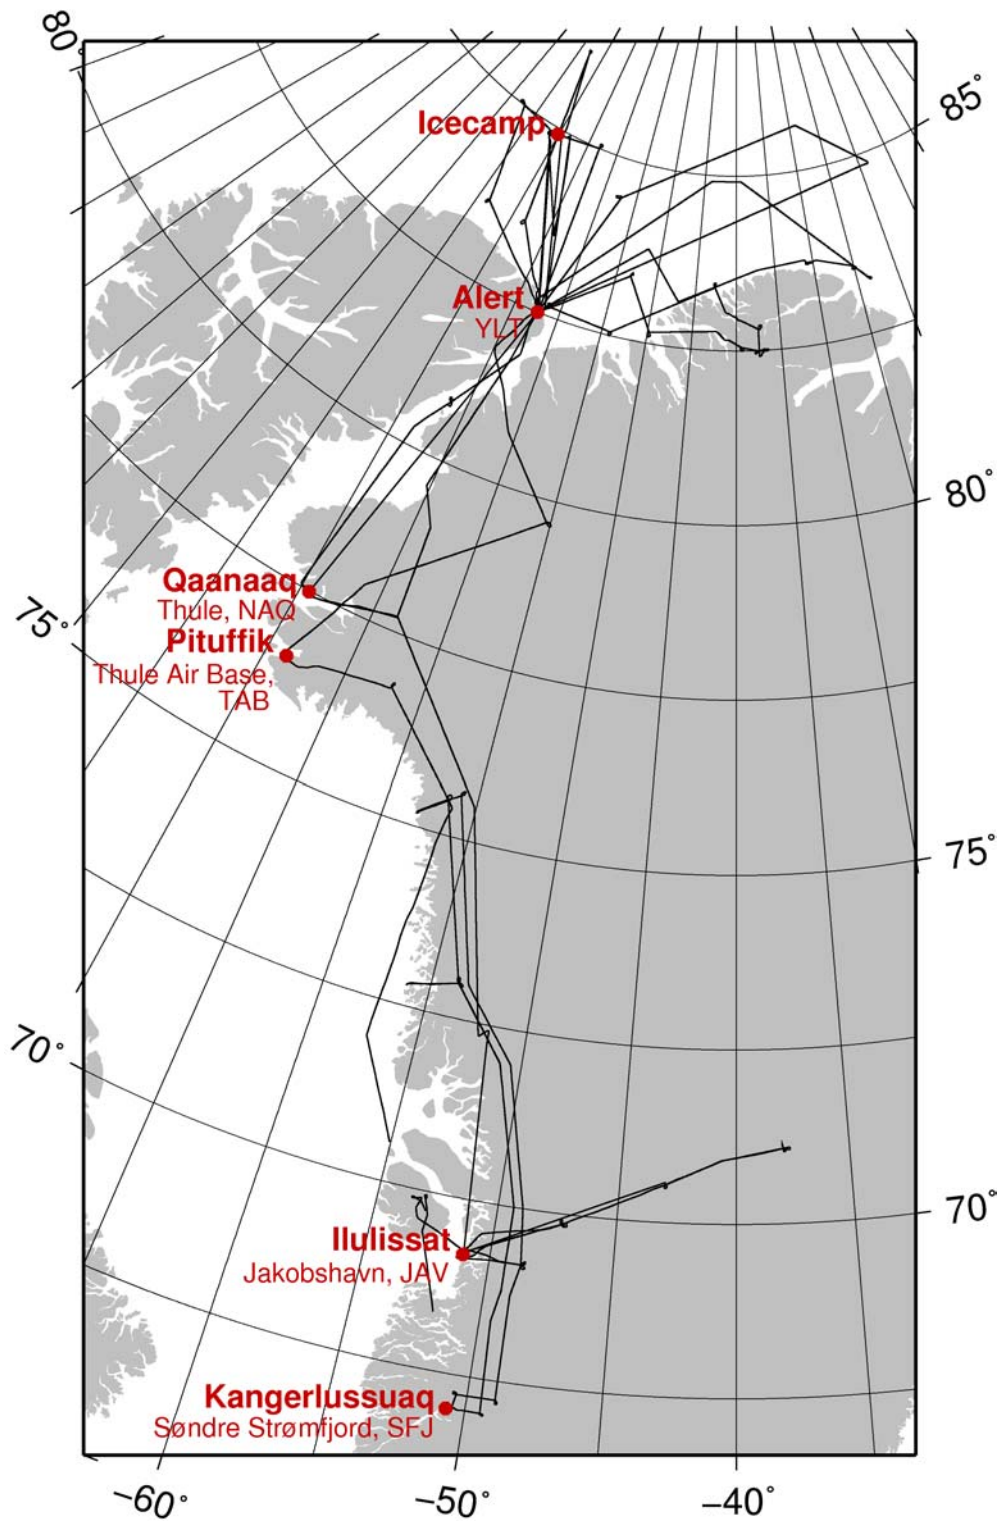 80°
85°
Icecamp
Alert
YLT
80°
Qaanaaq
Thule, NAQ
75°
Pituffik
Thule Air Base,
TAB
75°
70°
70°
Ilulissat
Jakobshavn, JAV
Kangerlussuaq
Søndre Strømfjord, SFJ
−60°
−50°
−40°